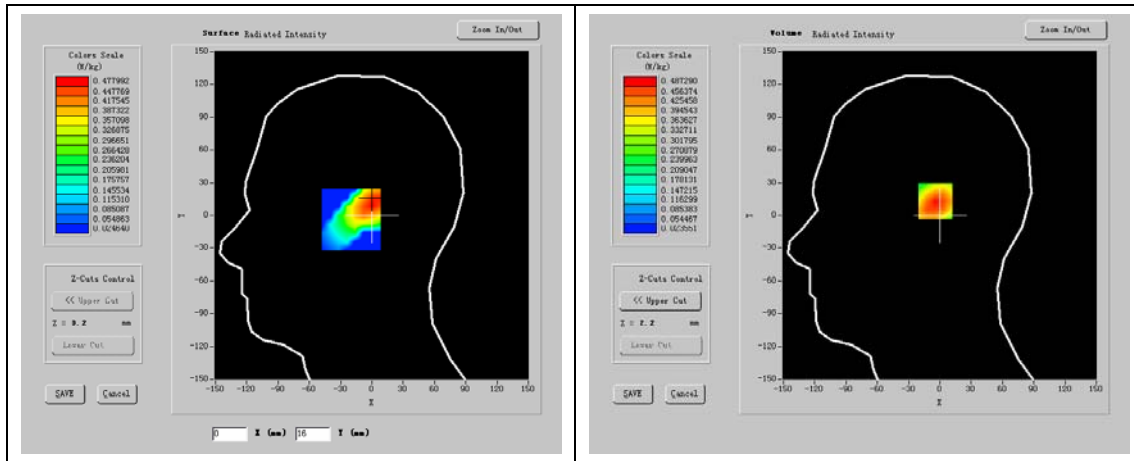 Surface Radiated Intensity
Zoom In/Out
Colors Scale
(W/kg)
0.477992
0.447769
0.417545
0.387322
0.357098
0.326875
0.296651
0.266428
0.236204
0.205981
0.175757
0.145534
0.115310
0.085087
0.054863
0.024640
150
120
90
60
30
0
-30
-60
-90
-120
-150
Y
-150 -120 -90 -60 -30 0 30 60 90 120 150
X
Z-Cuts Control
<< Upper Cut
Z = mm
Lower Cut
SAVE Cancel
0 X (mm) 16 Y (mm)
Volume Radiated Intensity
Zoom In/Out
Colors Scale
(W/kg)
0.487290
0.456374
0.425458
0.394543
0.363627
0.332711
0.301795
0.270879
0.239963
0.209047
0.178131
0.147215
0.116299
0.085383
0.054467
0.023551
150
120
90
60
30
0
-30
-60
-90
-120
-150
Y
-150 -120 -90 -60 -30 0 30 60 90 120 150
X
Z-Cuts Control
<< Upper Cut
Z = mm
Lower Cut
SAVE Cancel